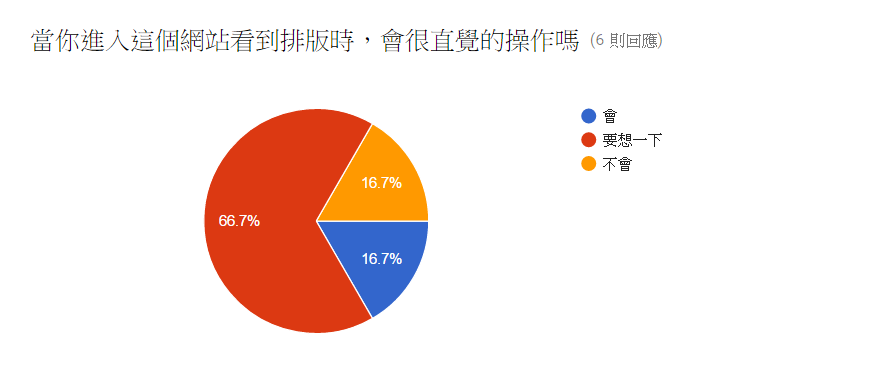 當你進入這個網站看到排版時，會很直覺的操作嗎 (6 則回應)
會
要想一下
不會
16.7%
66.7%
16.7%